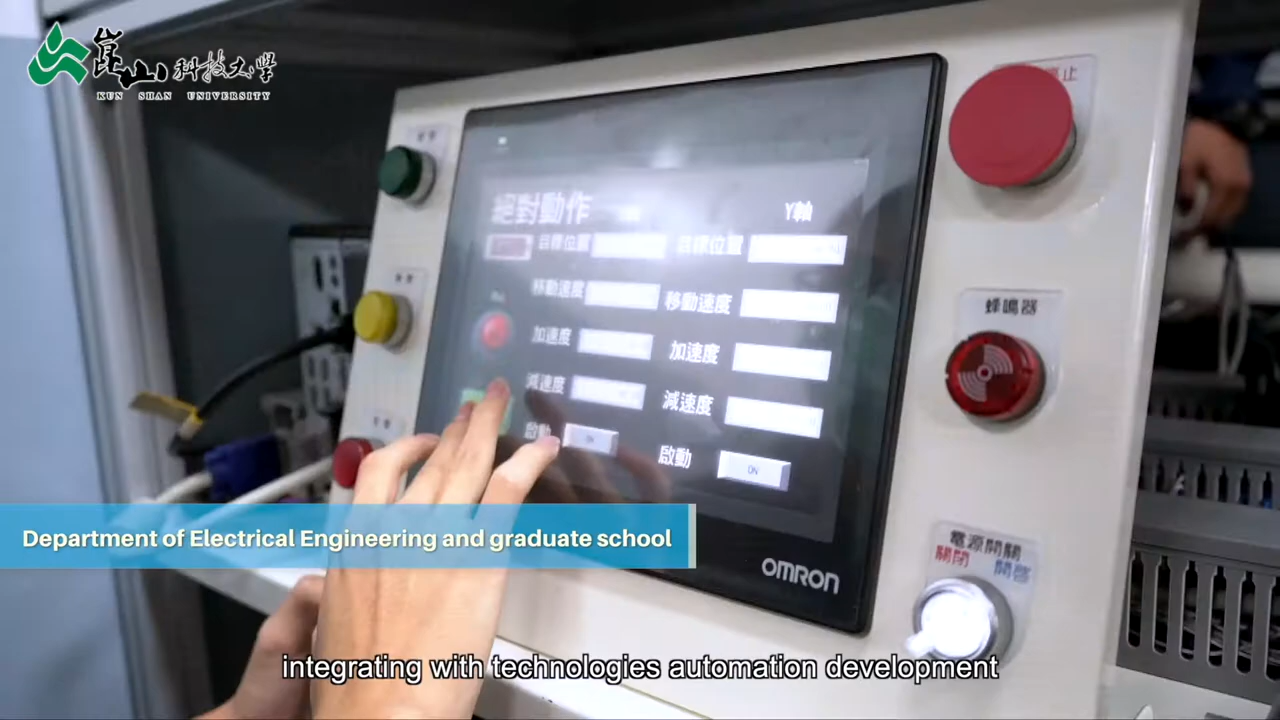 崑山科技大學
KUN SHAN UNIVERSITY
停止
絕對動作
Y軸
目標位置 目標位置
移動速度 移動速度
加速度 加速度
減速度 減速度
啟動 ON 啟動 ON
蜂鳴器
電源開關
關閉 開啓
OMRON
Department of Electrical Engineering and graduate school
integrating with technologies automation development